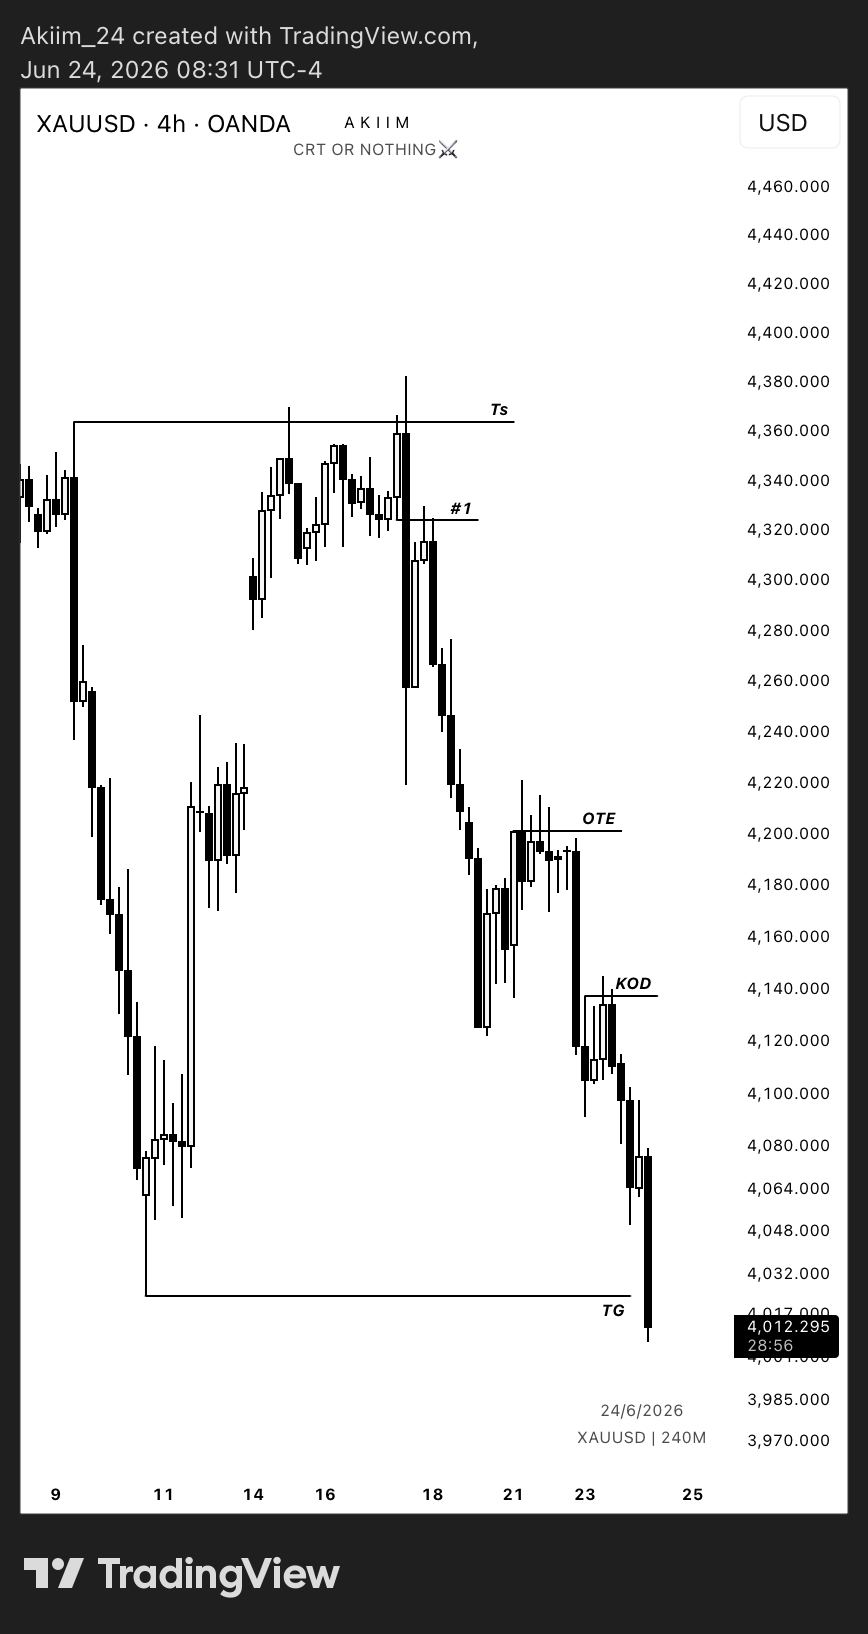 Akiim_24 created with TradingView.com,
Jun 24, 2026 08:31 UTC-4
XAUUSD · 4h · OANDA
AKIIM
USD
CRT OR NOTHING⚔
4,460.000
4,440.000
4,420.000
4,400.000
4,380.000
Ts
4,360.000
4,340.000
#1
4,320.000
4,300.000
4,280.000
4,260.000
4,240.000
4,220.000
OTE
4,200.000
4,180.000
4,160.000
KOD
4,140.000
4,120.000
4,100.000
4,080.000
4,064.000
4,048.000
4,032.000
TG
4,017.000
4,012.295
28:56
4,001.000
3,985.000
24/6/2026
XAUUSD | 240M
3,970.000
9 11 14 16 18 21 23 25
TradingView